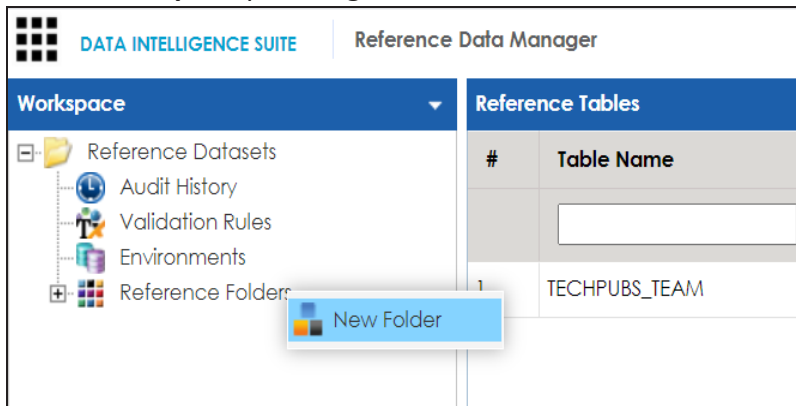 DATA INTELLIGENCE SUITE
Reference Data Manager
Workspace
Reference Datasets
Audit History
Validation Rules
Environments
Reference Folders
New Folder
Reference Tables
# Table Name
1 TECHPUBS_TEAM